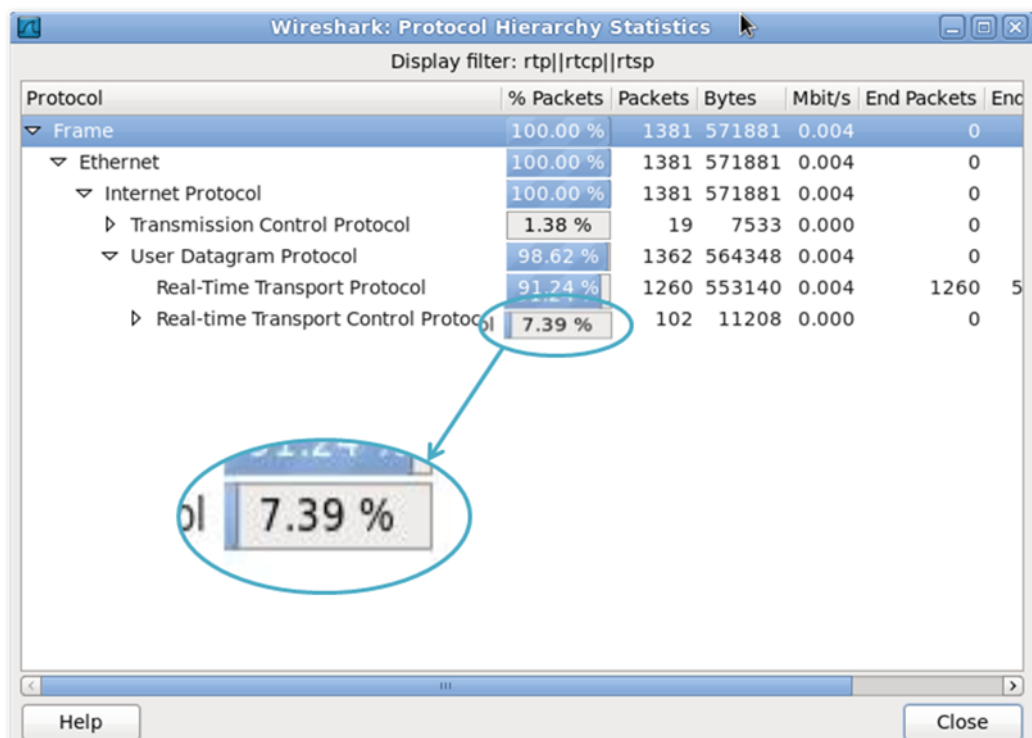 Wireshark: Protocol Hierarchy Statistics
Display filter: rtp||rtcp||rtsp
Protocol % Packets Packets Bytes Mbit/s End Packets End
Frame 100.00 % 1381 571881 0.004 0
Ethernet 100.00 % 1381 571881 0.004 0
Internet Protocol 100.00 % 1381 571881 0.004 0
Transmission Control Protocol 1.38 % 19 7533 0.000 0
User Datagram Protocol 98.62 % 1362 564348 0.004 0
Real-Time Transport Protocol 91.24 % 1260 553140 0.004 1260 5
Real-time Transport Control Protocol 7.39 % 102 11208 0.000 0
ol 7.39 %
Help Close